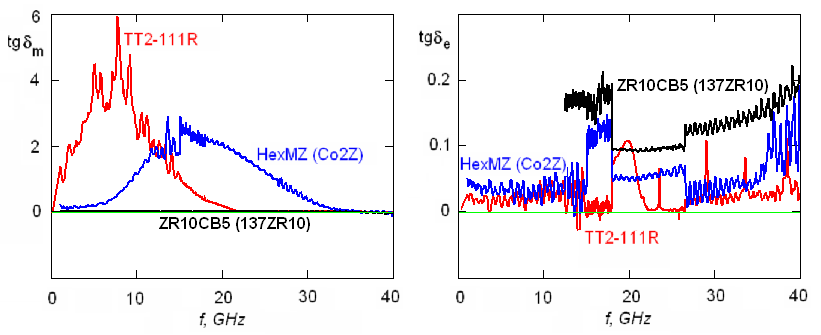 6
tgδm
TT2-111R
4
2
HexMZ (Co2Z)
0
ZR10CB5 (137ZR10)
0 10 20 30 40
f, GHz
tgδe
0.2
ZR10CB5 (137ZR10)
0.1
HexMZ (Co2Z)
0
TT2-111R
0 10 20 30 40
f, GHz